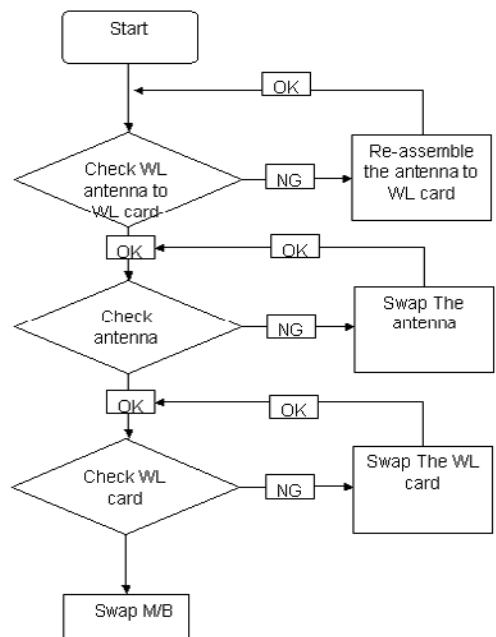 Start
OK
Check WL
antenna to
WL card
NG
Re-assemble
the antenna to
WL card
OK
OK
Check
antenna
NG
Swap The
antenna
OK
OK
Check WL
card
NG
Swap The WL
card
Swap M/B